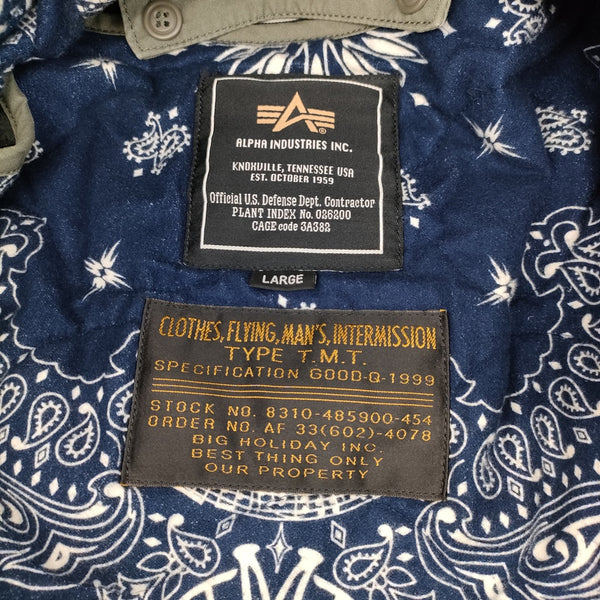 ALPHA INDUSTRIES INC.
KNOXVILLE, TENNESSEE USA
EST. OCTOBER 1959
Official U.S. Defense Dept. Contractor
PLANT INDEX No. 026200
CAGE code 3A382
LARGE
CLOTHES, FLYING, MAN'S, INTERMISSION
TYPE T.M.T.
SPECIFICATION GOOD-Q-1999
STOCK NO. 8310-485900-454
ORDER NO. AF 33(602)-4078
BIG HOLIDAY INC.
BEST THING ONLY
OUR PROPERTY